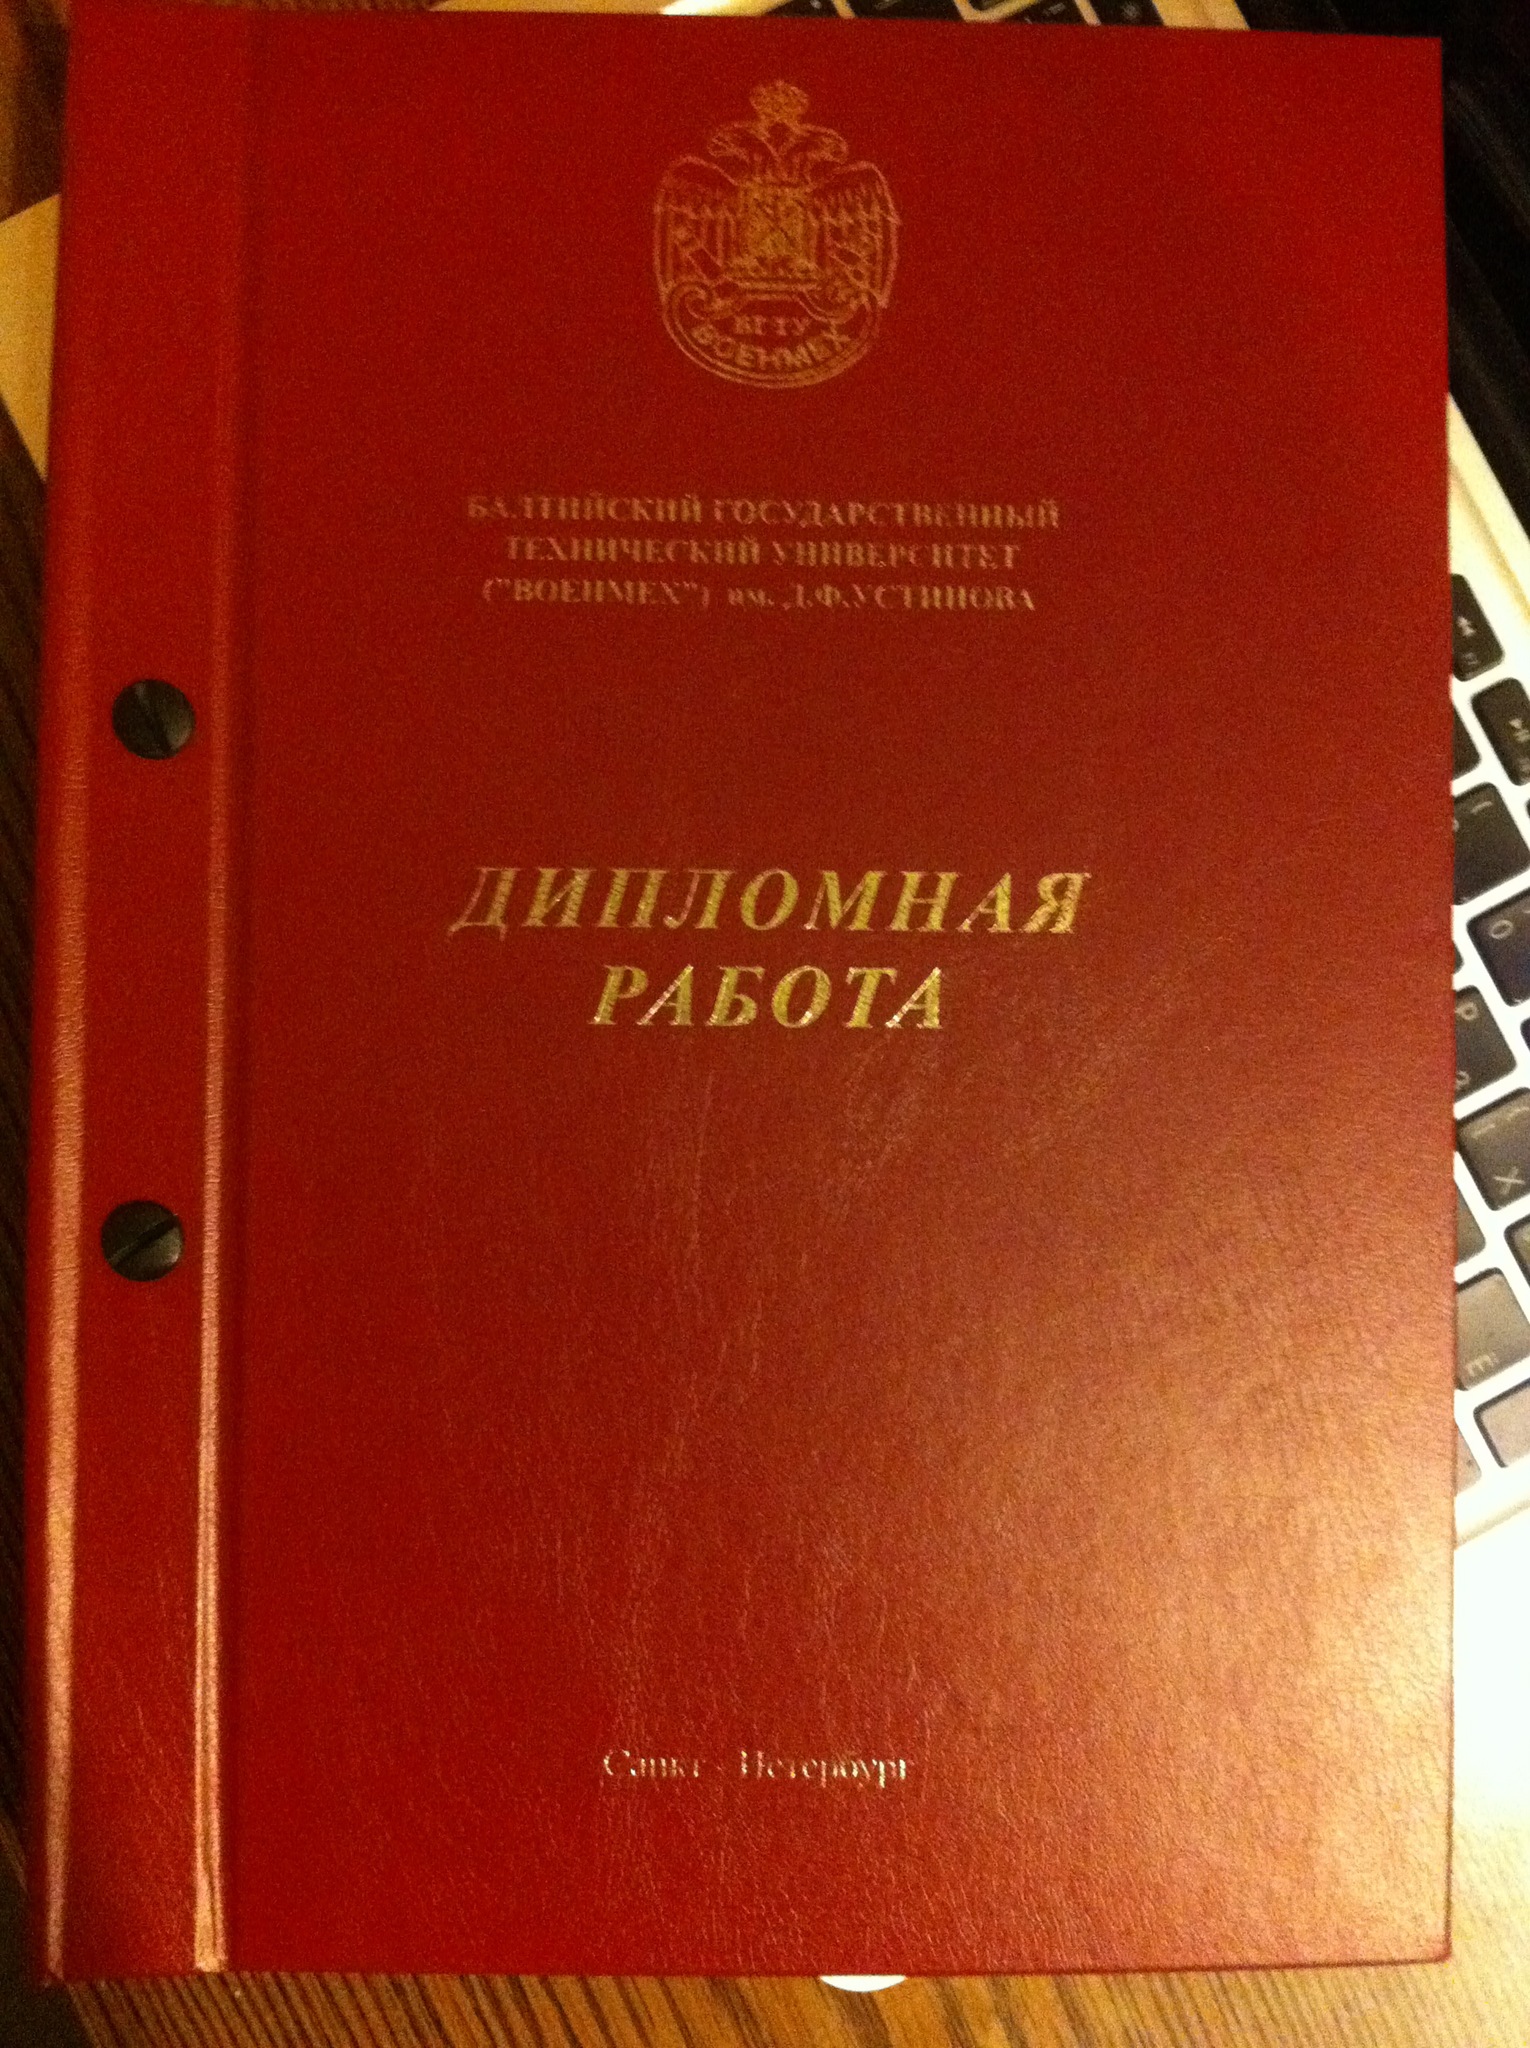 БГТУ
ВОЕНМЕХ
БАЛТИЙСКИЙ ГОСУДАРСТВЕННЫЙ
ТЕХНИЧЕСКИЙ УНИВЕРСИТЕТ
("ВОЕНМЕХ") им. Д.Ф.УСТИНОВА
ДИПЛОМНАЯ
РАБОТА
Санкт - Петербург